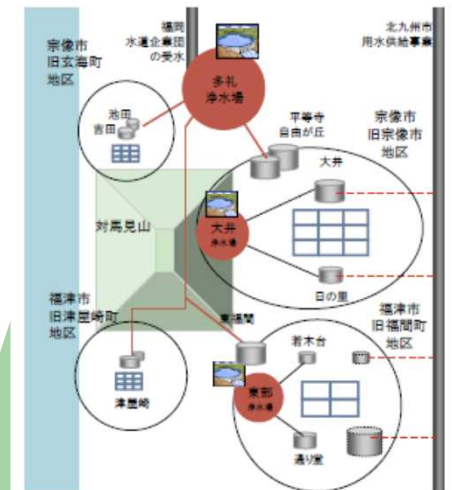 福岡
水道企業団
の受水
北九州市
用水供給事業
宗像市
旧玄海町
地区
多礼
浄水場
池田
吉田
平等寺
自由が丘
宗像市
旧宗像市
地区
大井
対馬見山
大井
浄水場
日の里
福津市
旧津屋崎町
地区
東福間
福津市
旧福間町
地区
若木台
津屋崎
東部
浄水場
通り堂